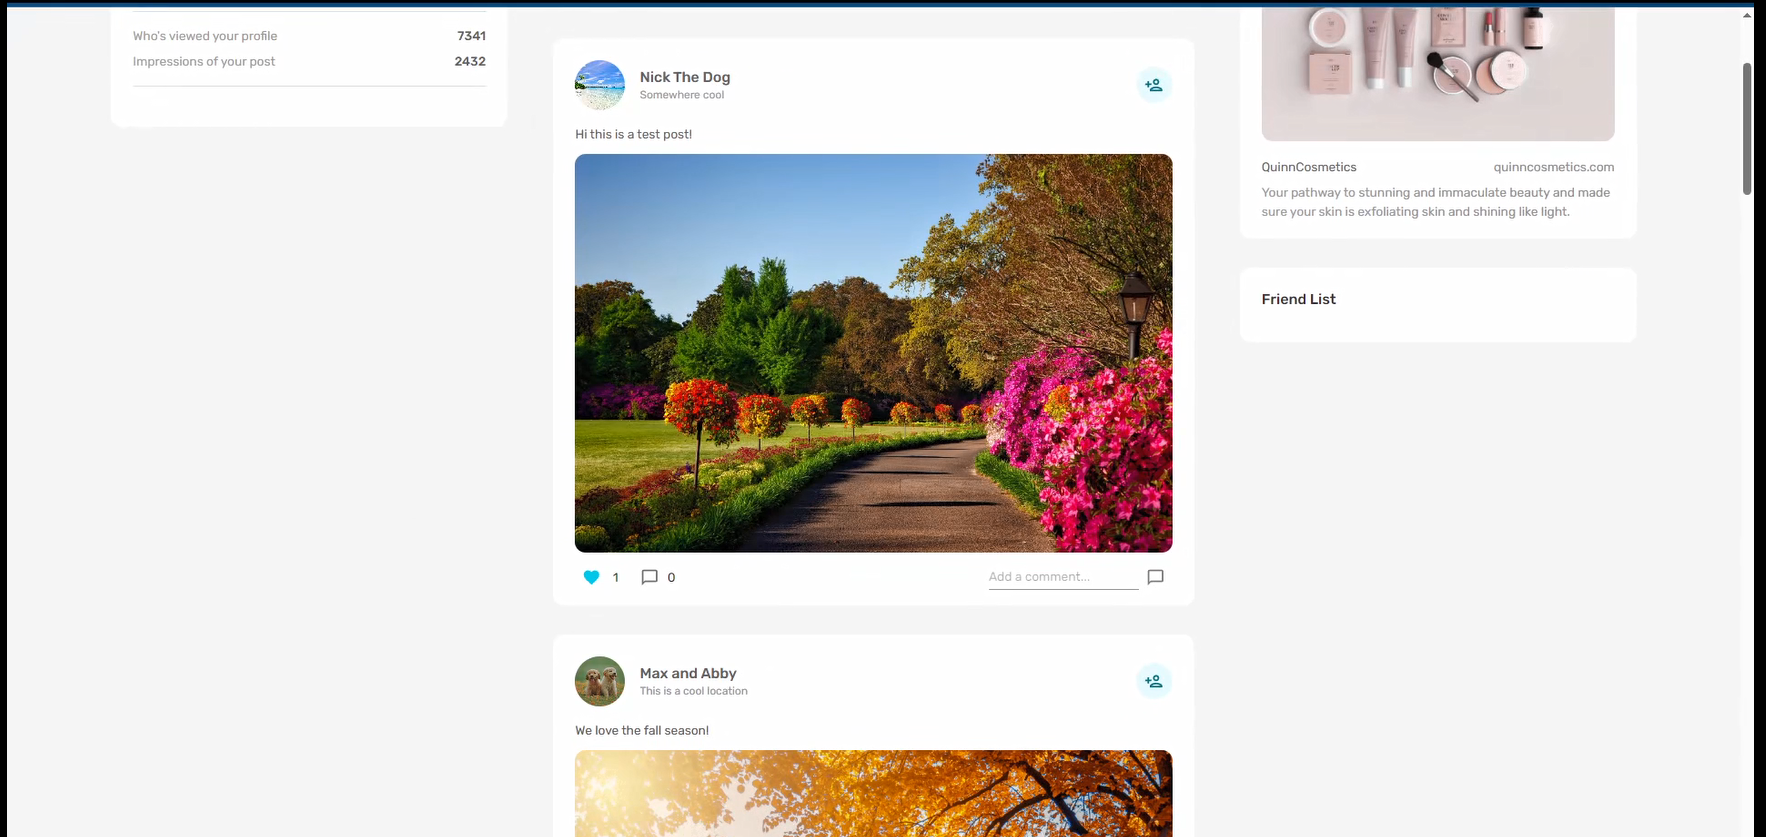 Who's viewed your profile 7341
Impressions of your post 2432
Nick The Dog
Somewhere cool
Hi this is a test post!
1 0 Add a comment...
Max and Abby
This is a cool location
We love the fall season!
QuinnCosmetics quinncosmetics.com
Your pathway to stunning and immaculate beauty and made
sure your skin is exfoliating skin and shining like light.
Friend List